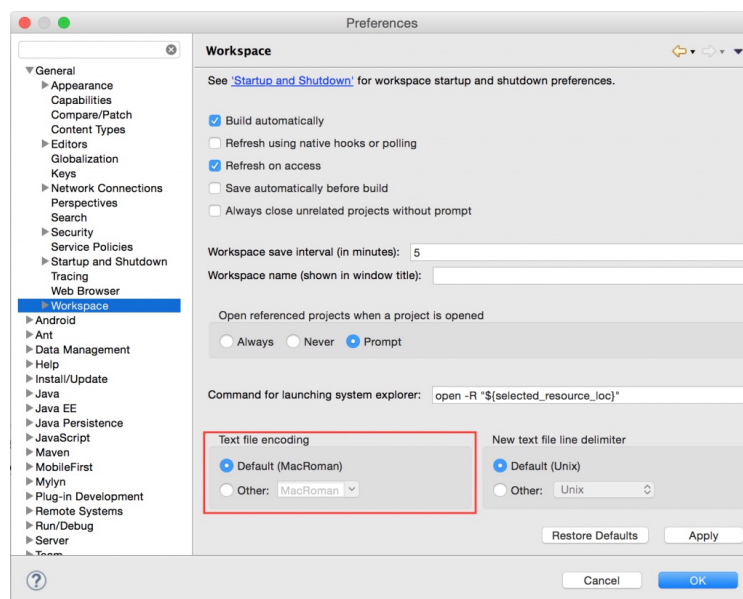 Preferences
Workspace
General
Appearance
Capabilities
Compare/Patch
Content Types
Editors
Globalization
Keys
Network Connections
Perspectives
Search
Security
Service Policies
Startup and Shutdown
Tracing
Web Browser
Workspace
Android
Ant
Data Management
Help
Install/Update
Java
Java EE
Java Persistence
JavaScript
Maven
MobileFirst
Mylyn
Plug-in Development
Remote Systems
Run/Debug
Server
Team
See 'Startup and Shutdown' for workspace startup and shutdown preferences.
Build automatically
Refresh using native hooks or polling
Refresh on access
Save automatically before build
Always close unrelated projects without prompt
Workspace save interval (in minutes): 5
Workspace name (shown in window title):
Open referenced projects when a project is opened
Always Never Prompt
Command for launching system explorer: open -R "${selected_resource_loc}"
Text file encoding
Default (MacRoman)
Other: MacRoman
New text file line delimiter
Default (Unix)
Other: Unix
Restore Defaults Apply
? Cancel OK